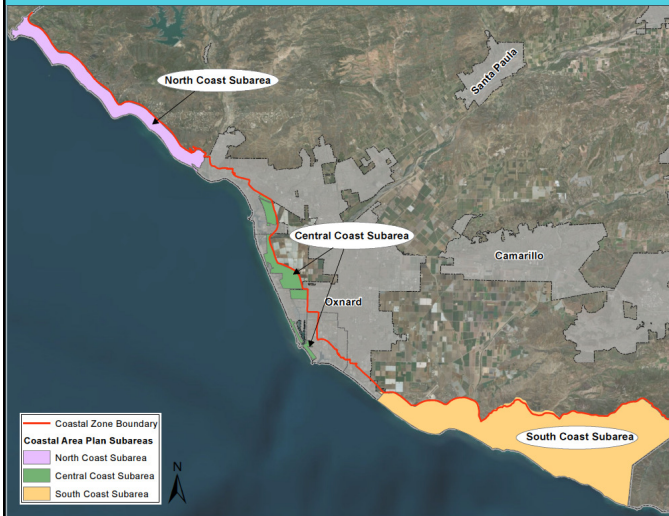 Santa Paula
North Coast Subarea
Central Coast Subarea
Camarillo
Oxnard
South Coast Subarea
Coastal Zone Boundary
Coastal Area Plan Subareas
North Coast Subarea
Central Coast Subarea
South Coast Subarea
N